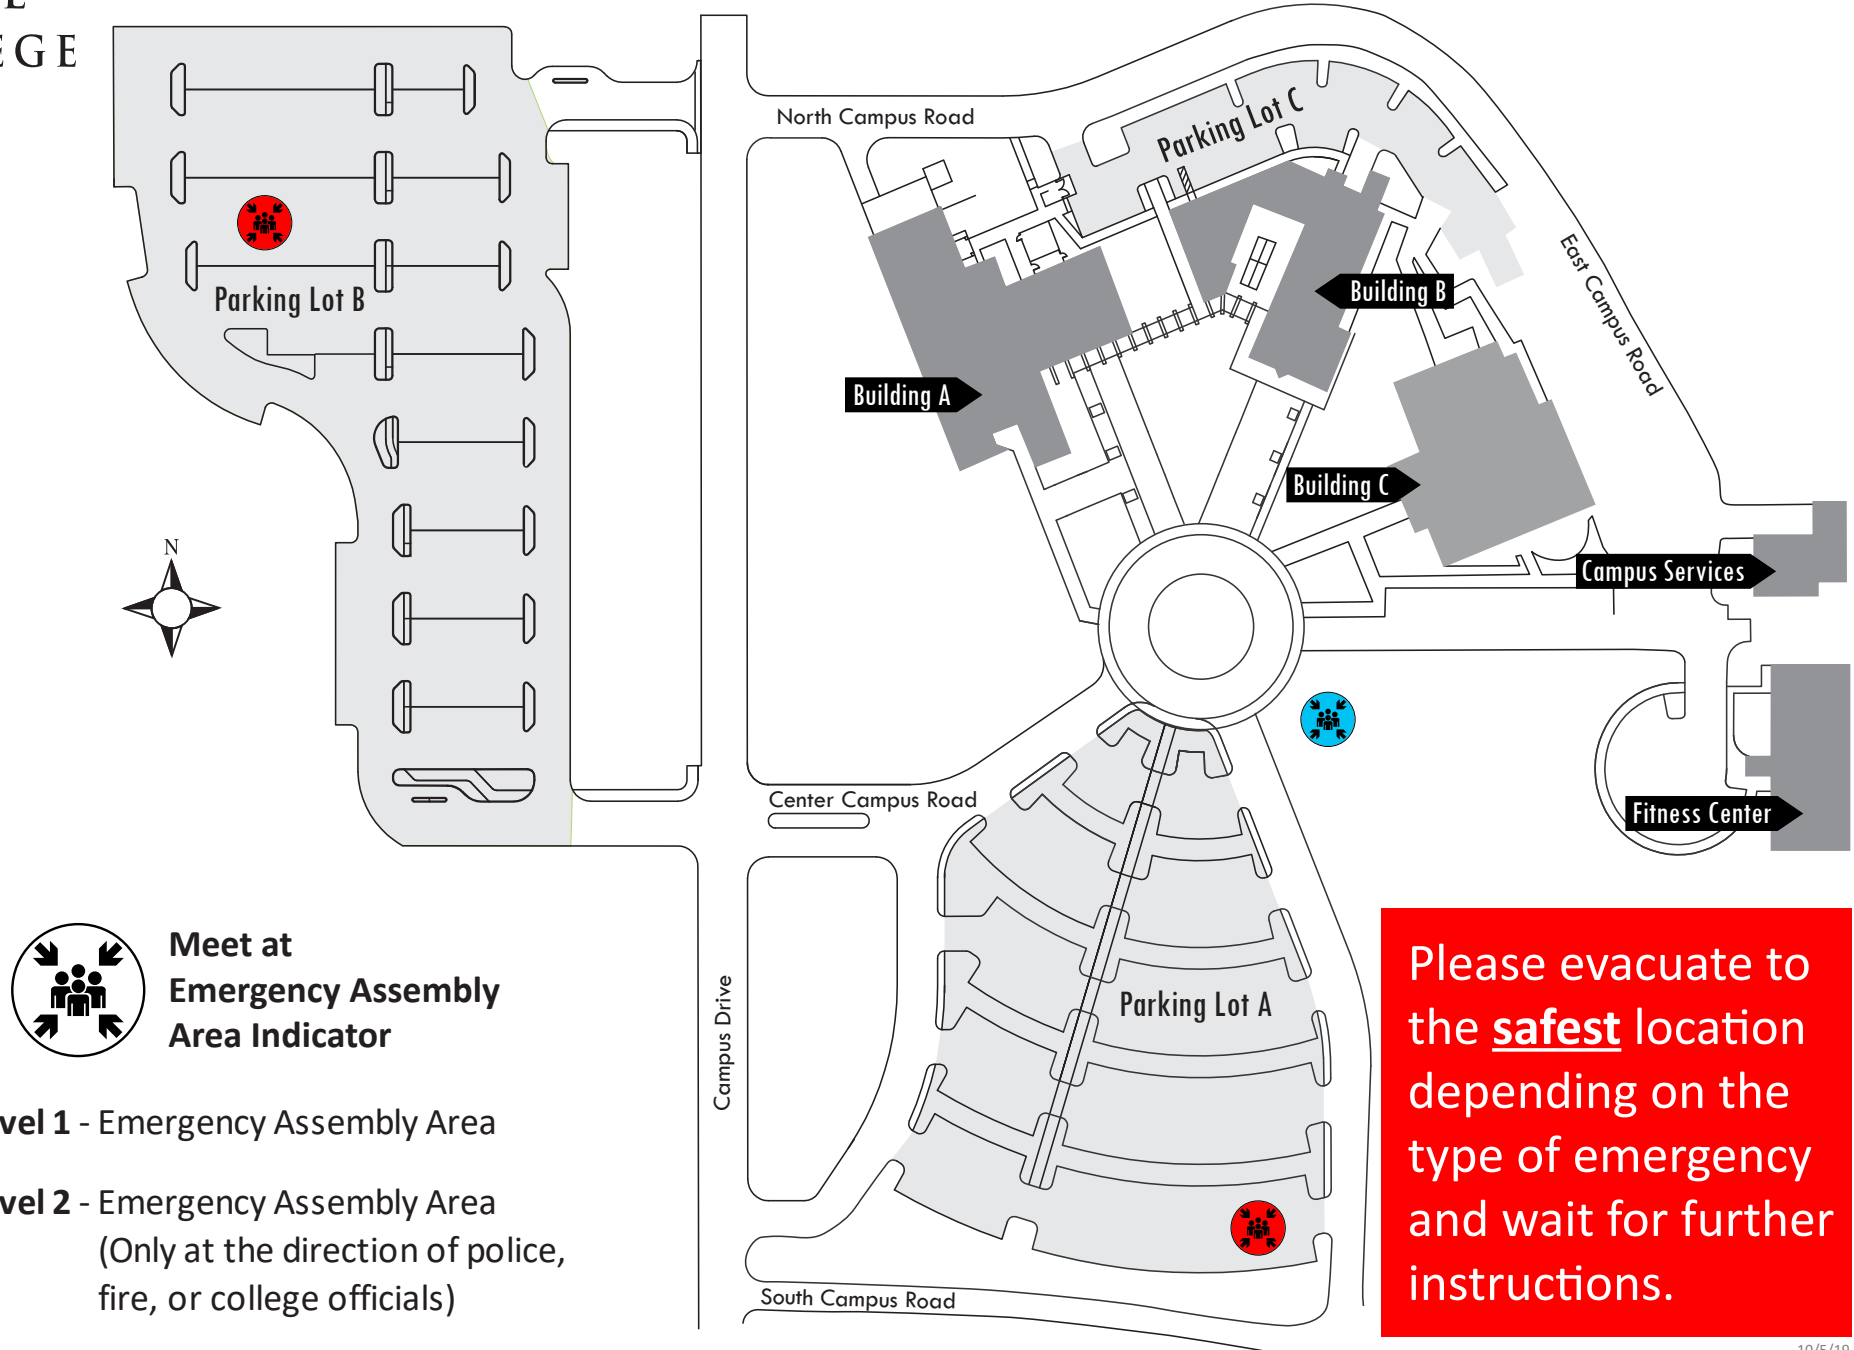 EGE
North Campus Road
Parking Lot C
East Campus Road
Parking Lot B
Building B
Building A
Building C
N
Campus Services
Center Campus Road
Fitness Center
Campus Drive
Parking Lot A
South Campus Road
Meet at
Emergency Assembly
Area Indicator
vel 1 - Emergency Assembly Area
vel 2 - Emergency Assembly Area
(Only at the direction of police,
fire, or college officials)
Please evacuate to
the safest location
depending on the
type of emergency
and wait for further
instructions.